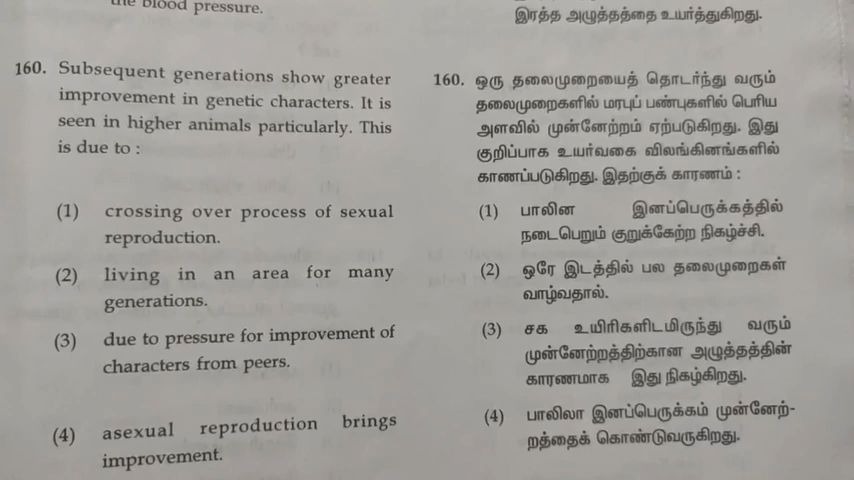 the blood pressure.
160. Subsequent generations show greater
improvement in genetic characters. It is
seen in higher animals particularly. This
is due to :
(1) crossing over process of sexual
reproduction.
(2) living in an area for many
generations.
(3) due to pressure for improvement of
characters from peers.
(4) asexual reproduction brings
improvement.
இரத்த அழுத்தத்தை உயர்த்துகிறது.
160. ஒரு தலைமுறையைத் தொடர்ந்து வரும்
தலைமுறைகளில் மரபுப் பண்புகளில் பெரிய
அளவில் முன்னேற்றம் ஏற்படுகிறது. இது
குறிப்பாக உயர்வகை விலங்கினங்களில்
காணப்படுகிறது. இதற்குக் காரணம் :
(1) பாலின இனப்பெருக்கத்தில்
நடைபெறும் குறுக்கேற்ற நிகழ்ச்சி.
(2) ஒரே இடத்தில் பல தலைமுறைகள்
வாழ்வதால்.
(3) சக உயிரிகளிடமிருந்து வரும்
முன்னேற்றத்திற்கான அழுத்தத்தின்
காரணமாக இது நிகழ்கிறது.
(4) பாலிலா இனப்பெருக்கம் முன்னேற்-
றத்தைக் கொண்டுவருகிறது.